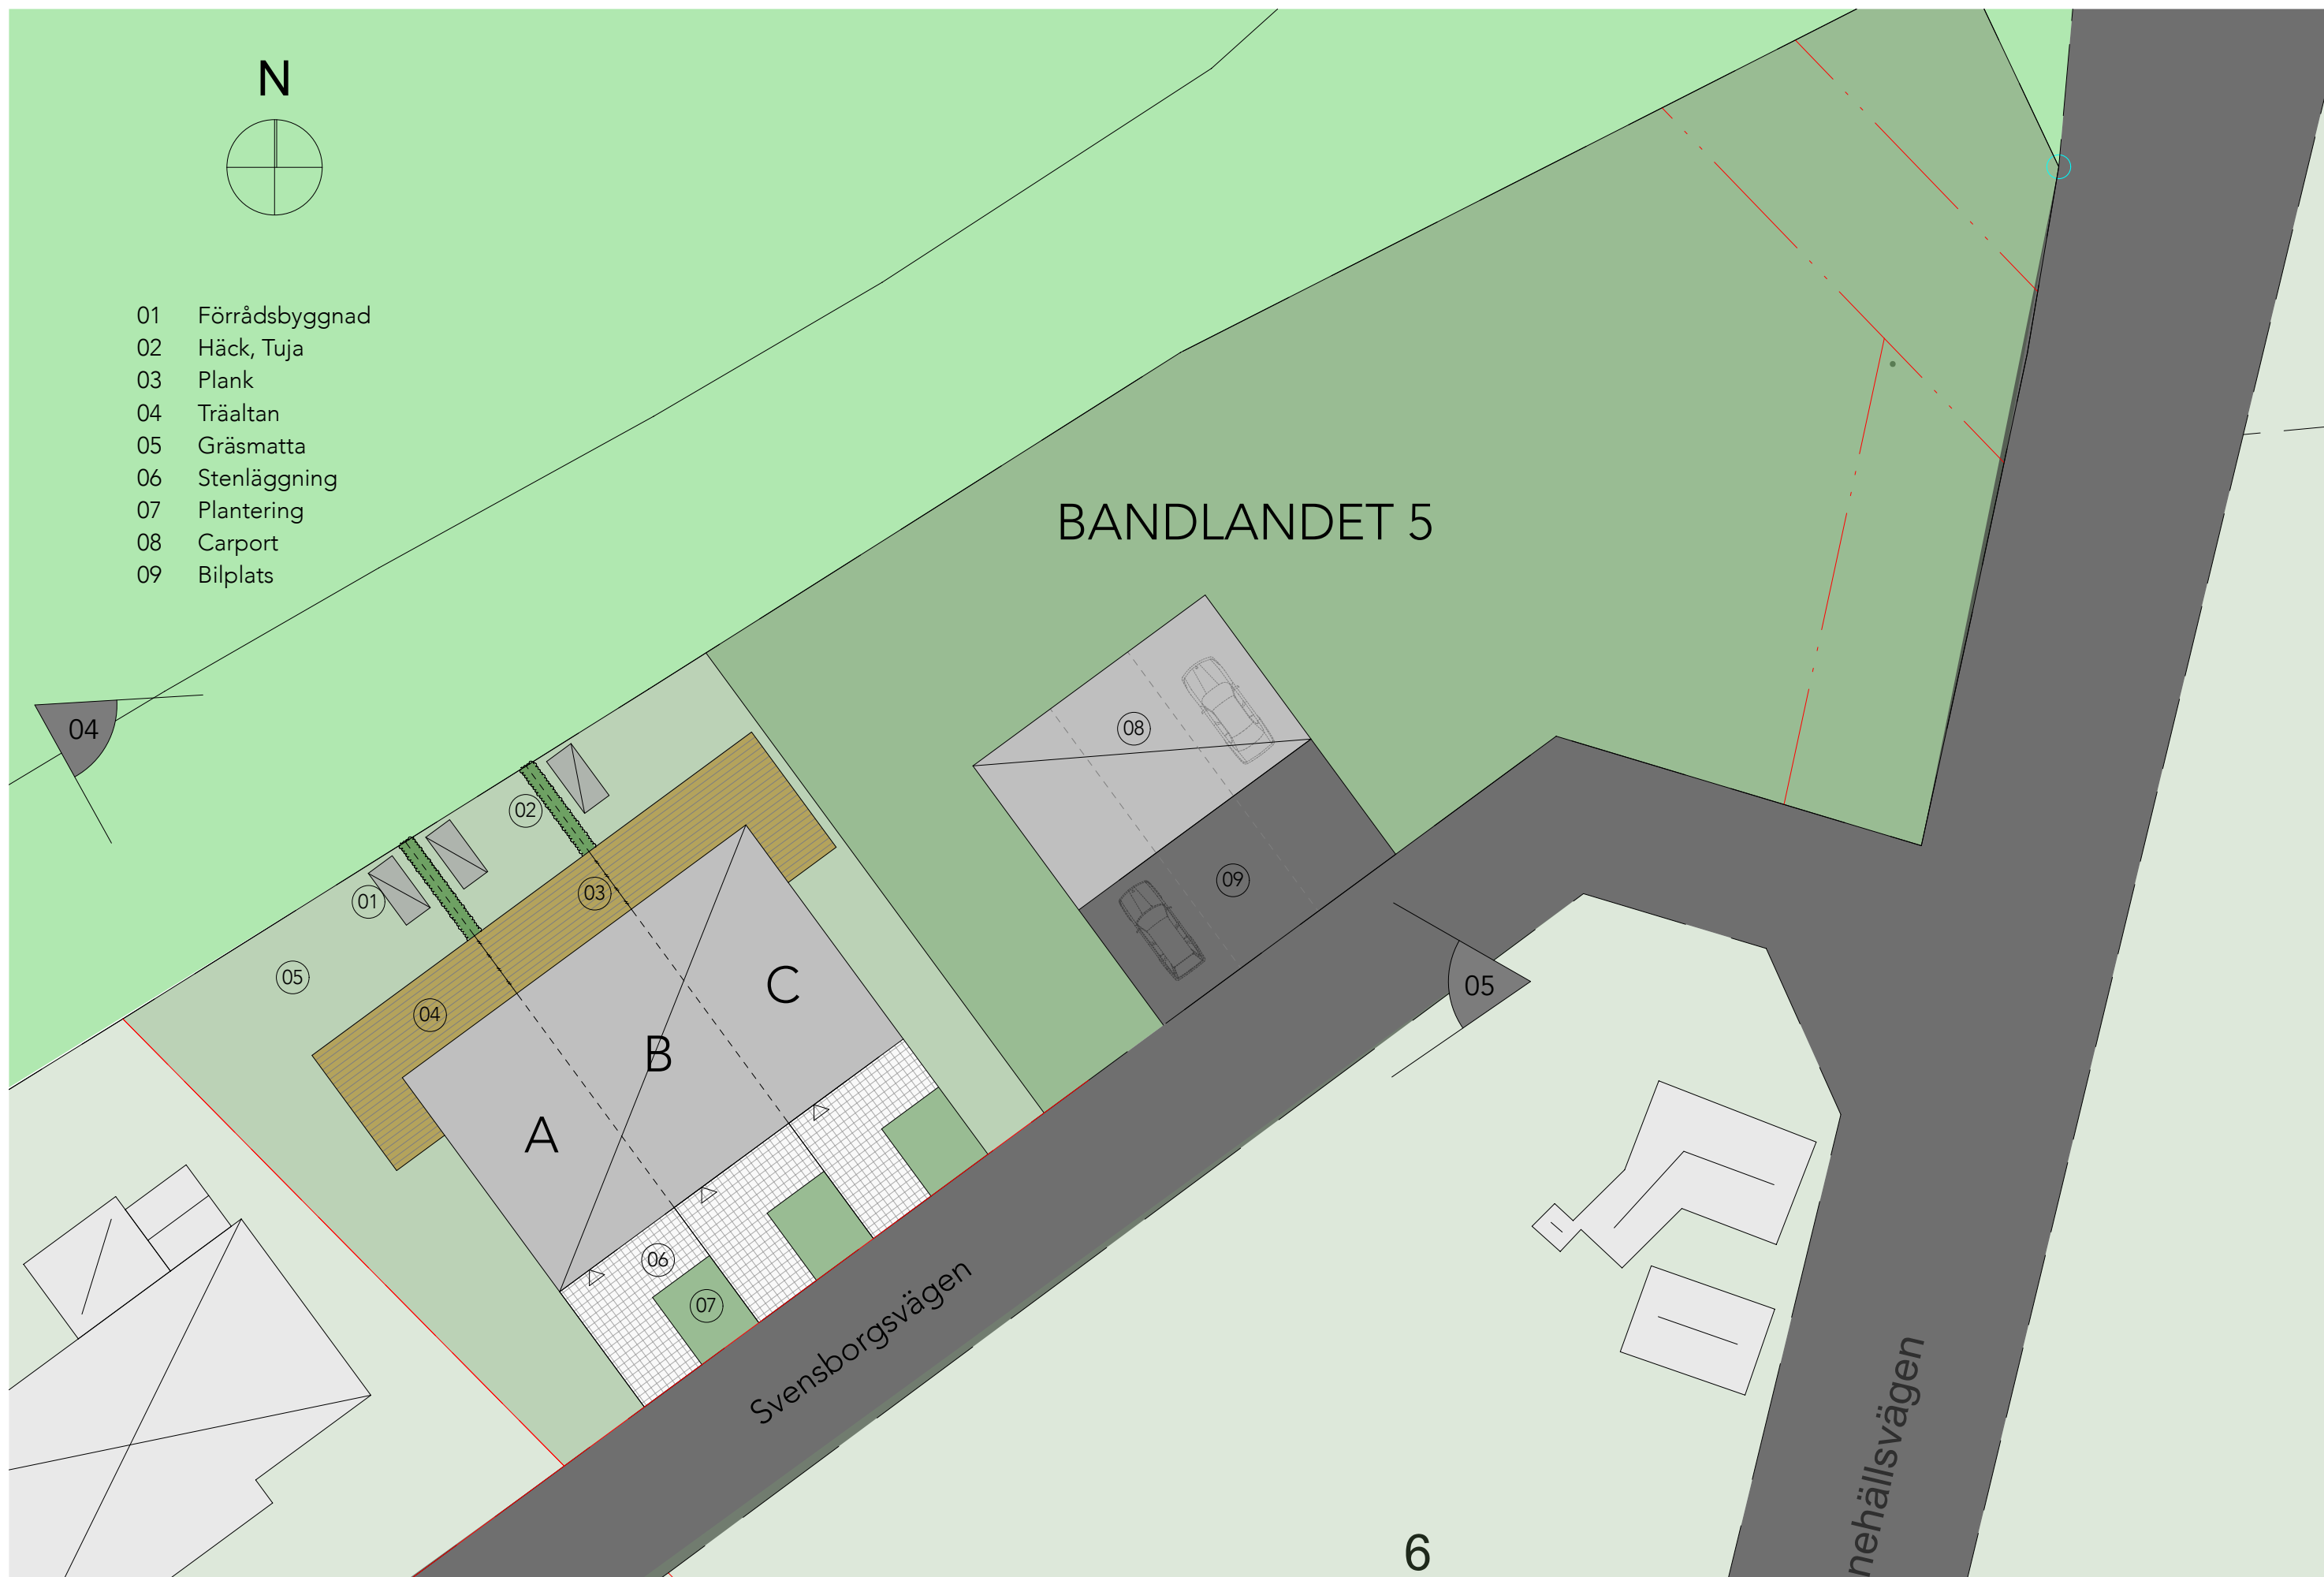 N
01 Förrådsbyggnad
02 Häck, Tuja
03 Plank
04 Träaltan
05 Gräsmatta
06 Stenläggning
07 Plantering
08 Carport
09 Bilplats
BANDLANDET 5
04
08
02
03
09
01
05
C
05
04
B
A
06
07
Svensborgsvägen
nehällsvägen
6